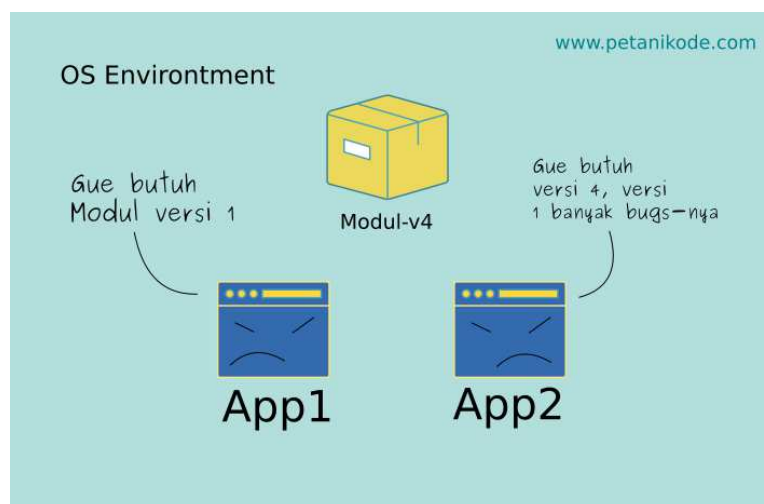 www.petanikode.com
OS Environtment
Gue butuh
Modul versi 1
Modul-v4
Gue butuh
versi 4, versi
1 banyak bugs-nya
App1
App2